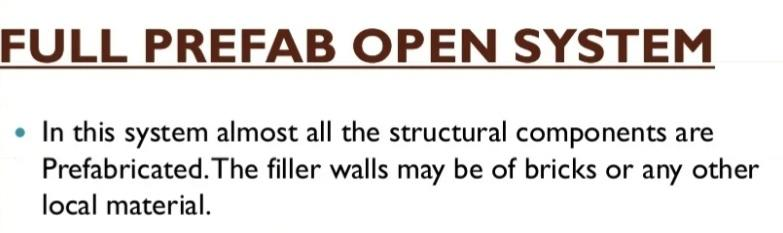 FULL PREFAB OPEN SYSTEM
• In this system almost all the structural components are
Prefabricated.The filler walls may be of bricks or any other
local material.